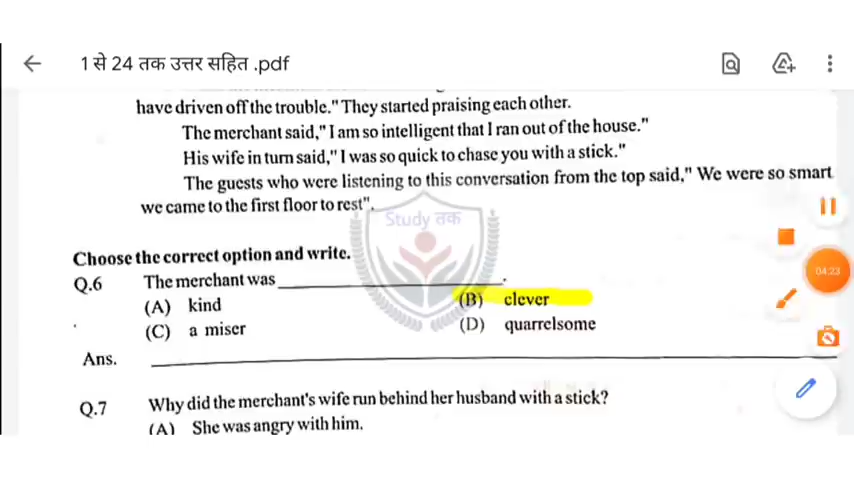 1 से 24 तक उत्तर सहित .pdf
have driven off the trouble." They started praising each other.
The merchant said," I am so intelligent that I ran out of the house."
His wife in turn said," I was so quick to chase you with a stick."
The guests who were listening to this conversation from the top said," We were so smart
we came to the first floor to rest".
Study तक
Choose the correct option and write.
Q.6 The merchant was ____________.
(A) kind (B) clever
(C) a miser (D) quarrelsome
Ans. ____________
Q.7 Why did the merchant's wife run behind her husband with a stick?
(A) She was angry with him.
04:23